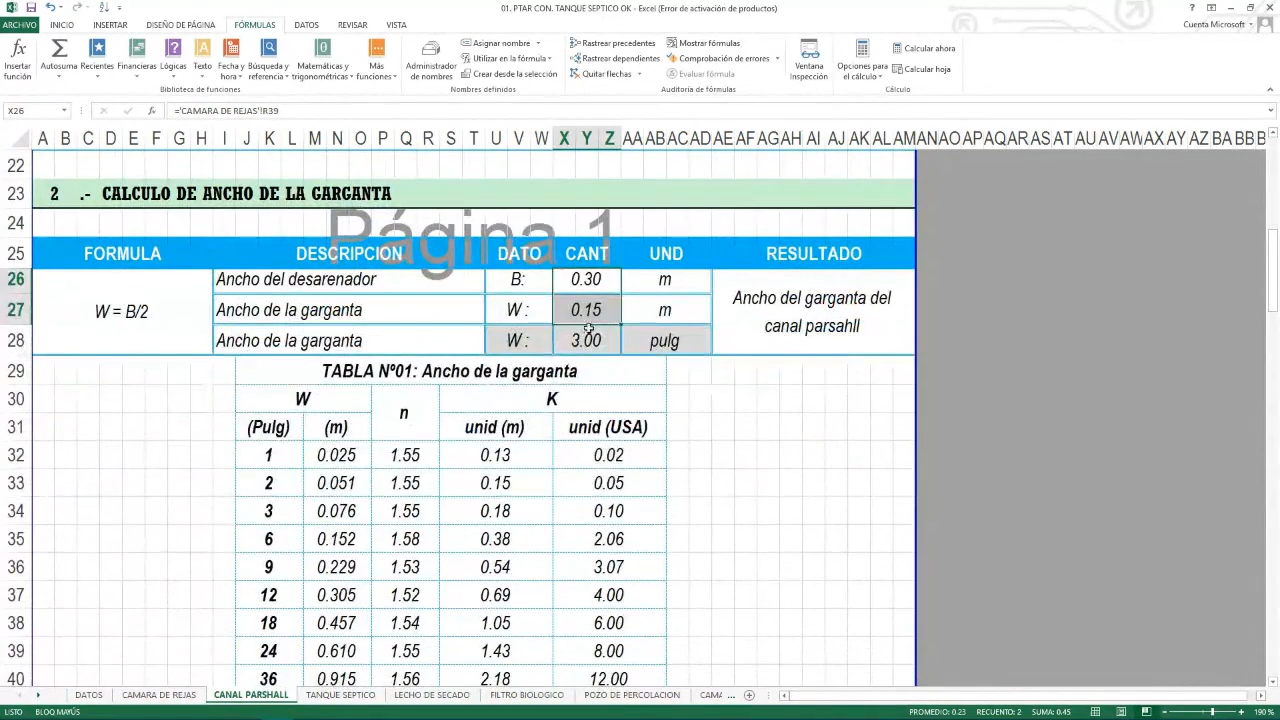 01. PTAR CON. TANQUE SEPTICO OK - Excel (Error de activación de productos)
ARCHIVO INICIO INSERTAR DISEÑO DE PÁGINA FÓRMULAS DATOS REVISAR VISTA Cuenta Microsoft
Insertar función
Autosuma Recientes Financieras Lógicas Texto Fecha y hora Búsqueda y referencia Matemáticas y trigonométricas Más funciones
Biblioteca de funciones
Administrador de nombres
Asignar nombre
Utilizar en la fórmula
Crear desde la selección
Nombres definidos
Rastrear precedentes
Rastrear dependientes
Quitar flechas
Mostrar fórmulas
Comprobación de errores
Evaluar fórmula
Auditoría de fórmulas
Ventana Inspección
Opciones para el cálculo
Calcular ahora
Calcular hoja
Cálculo
X26 fx ='CAMARA DE REJAS'!R39
A B C D E F G H I J K L M N O P Q R S T U V W X Y Z AA AB AC AD AE AF AG AH AI AJ AK AL AM AN AO AP AQ AR AS AT AU AV AW AX AY AZ BA BB B
22
23 2 .- CALCULO DE ANCHO DE LA GARGANTA
24
Página 1
25 FORMULA DESCRIPCION DATO CANT UND RESULTADO
26 Ancho del desarenador B: 0.30 m
27 W = B/2 Ancho de la garganta W : 0.15 m Ancho del garganta del canal parsahll
28 Ancho de la garganta W : 3.00 pulg
29 TABLA Nº01: Ancho de la garganta
30 W n K
31 (Pulg) (m) unid (m) unid (USA)
32 1 0.025 1.55 0.13 0.02
33 2 0.051 1.55 0.15 0.05
34 3 0.076 1.55 0.18 0.10
35 6 0.152 1.58 0.38 2.06
36 9 0.229 1.53 0.54 3.07
37 12 0.305 1.52 0.69 4.00
38 18 0.457 1.54 1.05 6.00
39 24 0.610 1.55 1.43 8.00
40 36 0.915 1.56 2.18 12.00
DATOS CAMARA DE REJAS CANAL PARSHALL TANQUE SEPTICO LECHO DE SECADO FILTRO BIOLOGICO POZO DE PERCOLACION CAMA ...
LISTO BLOQ MAYÚS PROMEDIO: 0.23 RECUENTO: 2 SUMA: 0.45 190 %